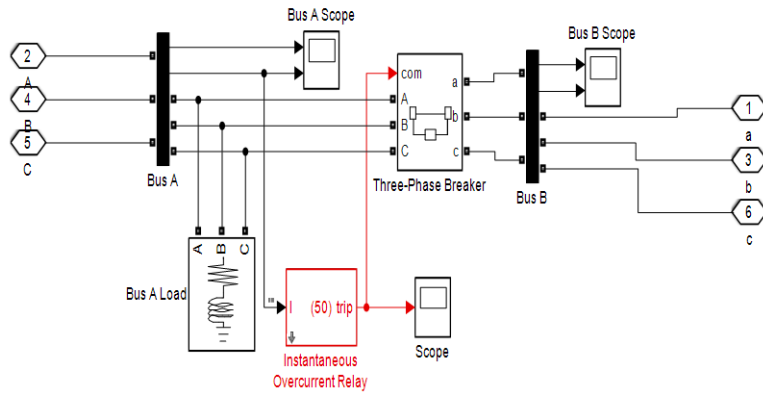 Bus A Scope
Bus B Scope
2
A
4
B
5
C
Bus A
com
A
B
C
a
b
c
Three-Phase Breaker
Bus B
1
a
3
b
6
c
A
B
C
Bus A Load
I
(50) trip
Instantaneous
Overcurrent Relay
Scope